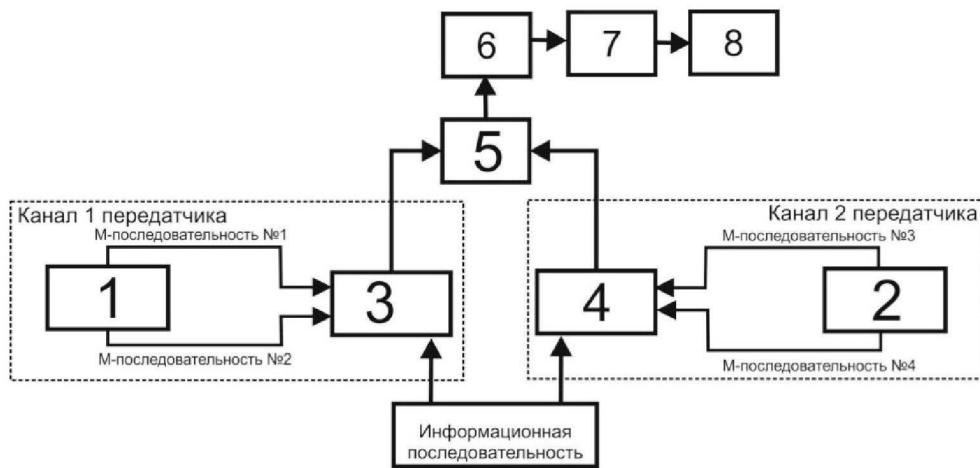 6
7
8
5
Канал 1 передатчика
Канал 2 передатчика
М-последовательность №1
М-последовательность №3
1
3
4
2
М-последовательность №2
М-последовательность №4
Информационная
последовательность